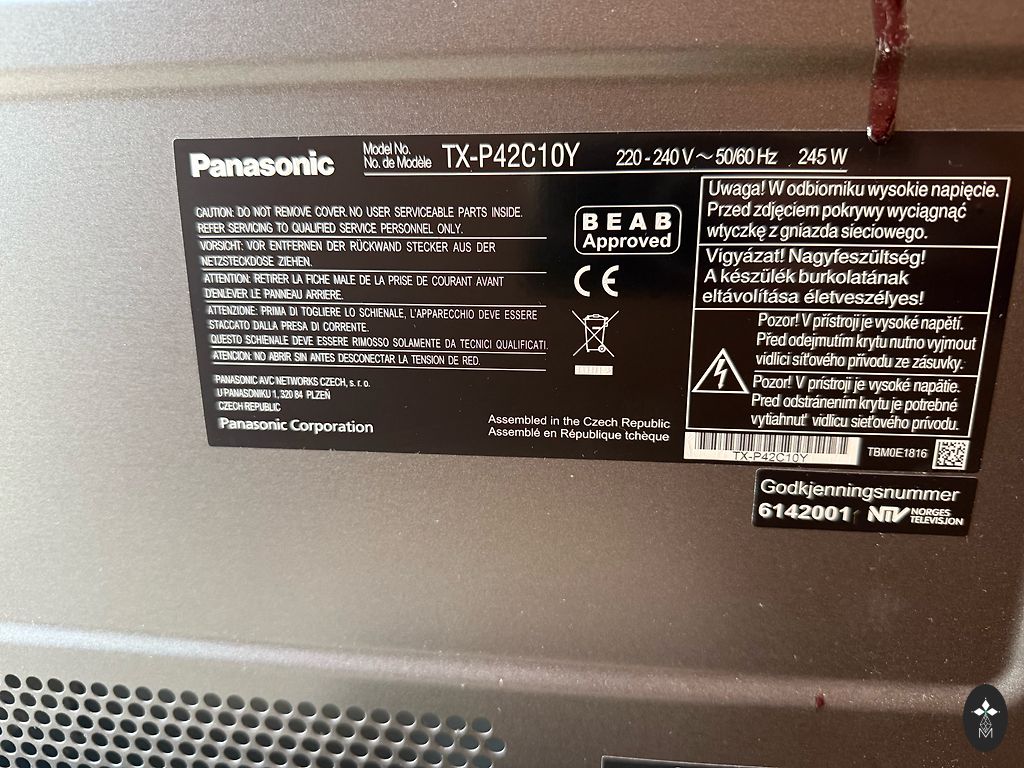 Panasonic
Model No.
No. de Modèle
TX-P42C10Y
220 - 240 V ~ 50/60 Hz 245 W
CAUTION: DO NOT REMOVE COVER. NO USER SERVICEABLE PARTS INSIDE.
REFER SERVICING TO QUALIFIED SERVICE PERSONNEL ONLY.
VORSICHT: VOR ENTFERNEN DER RÜCKWAND STECKER AUS DER
NETZSTECKDOSE ZIEHEN.
ATTENTION: RETIRER LA FICHE MALE DE LA PRISE DE COURANT AVANT
D'ENLEVER LE PANNEAU ARRIERE.
ATTENZIONE: PRIMA DI TOGLIERE LO SCHIENALE, L'APPARECCHIO DEVE ESSERE
STACCATO DALLA PRESA DI CORRENTE.
QUESTO SCHIENALE DEVE ESSERE RIMOSSO SOLAMENTE DA TECNICI QUALIFICATI.
ATENCION: NO ABRIR SIN ANTES DESCONECTAR LA TENSION DE RED.
PANASONIC AVC NETWORKS CZECH, s. r. o.
U PANASONIKU 1, 320 84 PLZEŇ
CZECH REPUBLIC
Panasonic Corporation
BEAB
Approved
CE
Assembled in the Czech Republic
Assemblé en République tchèque
Uwaga! W odbiorniku wysokie napięcie.
Przed zdjęciem pokrywy wyciągnąć
wtyczkę z gniazda sieciowego.
Vigyázat! Nagyfeszültség!
A készülék burkolatának
eltávolítása életveszélyes!
Pozor! V přístroji je vysoké napětí.
Před odejmutím krytu nutno vyjmout
vidlici síťového přívodu ze zásuvky.
Pozor! V prístroji je vysoké napätie.
Pred odstránením krytu je potrebné
vytiahnuť vidlicu sieťového prívodu.
TX-P42C10Y
TBM0E1816
Godkjenningsnummer
6142001
NTV NORGES
TELEVISJON
M